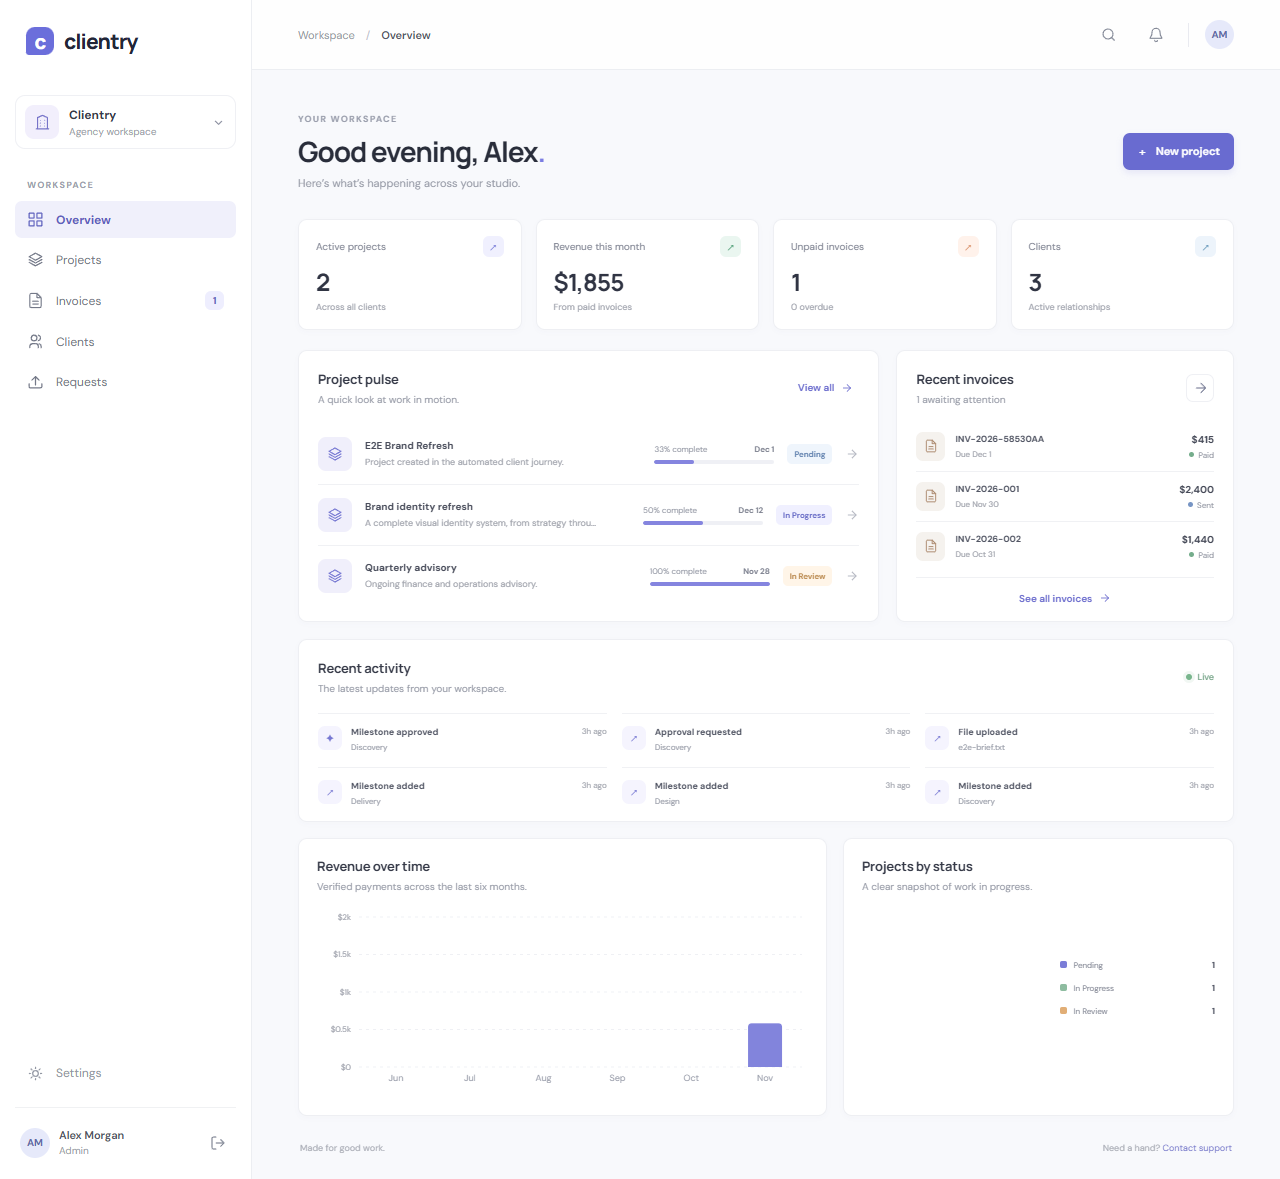 c clientry
Clientry
Agency workspace
WORKSPACE
Overview
Projects
Invoices 1
Clients
Requests
Settings
AM Alex Morgan
Admin
Workspace / Overview
AM
YOUR WORKSPACE
Good evening, Alex.
Here's what's happening across your studio.
+ New project
Active projects
2
Across all clients
Revenue this month
$1,855
From paid invoices
Unpaid invoices
1
0 overdue
Clients
3
Active relationships
Project pulse
A quick look at work in motion.
View all
E2E Brand Refresh
Project created in the automated client journey.
33% complete Dec 1
Pending
Brand identity refresh
A complete visual identity system, from strategy throu...
50% complete Dec 12
In Progress
Quarterly advisory
Ongoing finance and operations advisory.
100% complete Nov 28
In Review
Recent invoices
1 awaiting attention
INV-2026-58530AA $415
Due Dec 1 Paid
INV-2026-001 $2,400
Due Nov 30 Sent
INV-2026-002 $1,440
Due Oct 31 Paid
See all invoices
Recent activity
The latest updates from your workspace.
Live
Milestone approved 3h ago
Discovery
Approval requested 3h ago
Discovery
File uploaded 3h ago
e2e-brief.txt
Milestone added 3h ago
Delivery
Milestone added 3h ago
Design
Milestone added 3h ago
Discovery
Revenue over time
Verified payments across the last six months.
$2k
$1.5k
$1k
$0.5k
$0
Jun Jul Aug Sep Oct Nov
Projects by status
A clear snapshot of work in progress.
Pending 1
In Progress 1
In Review 1
Made for good work.
Need a hand? Contact support